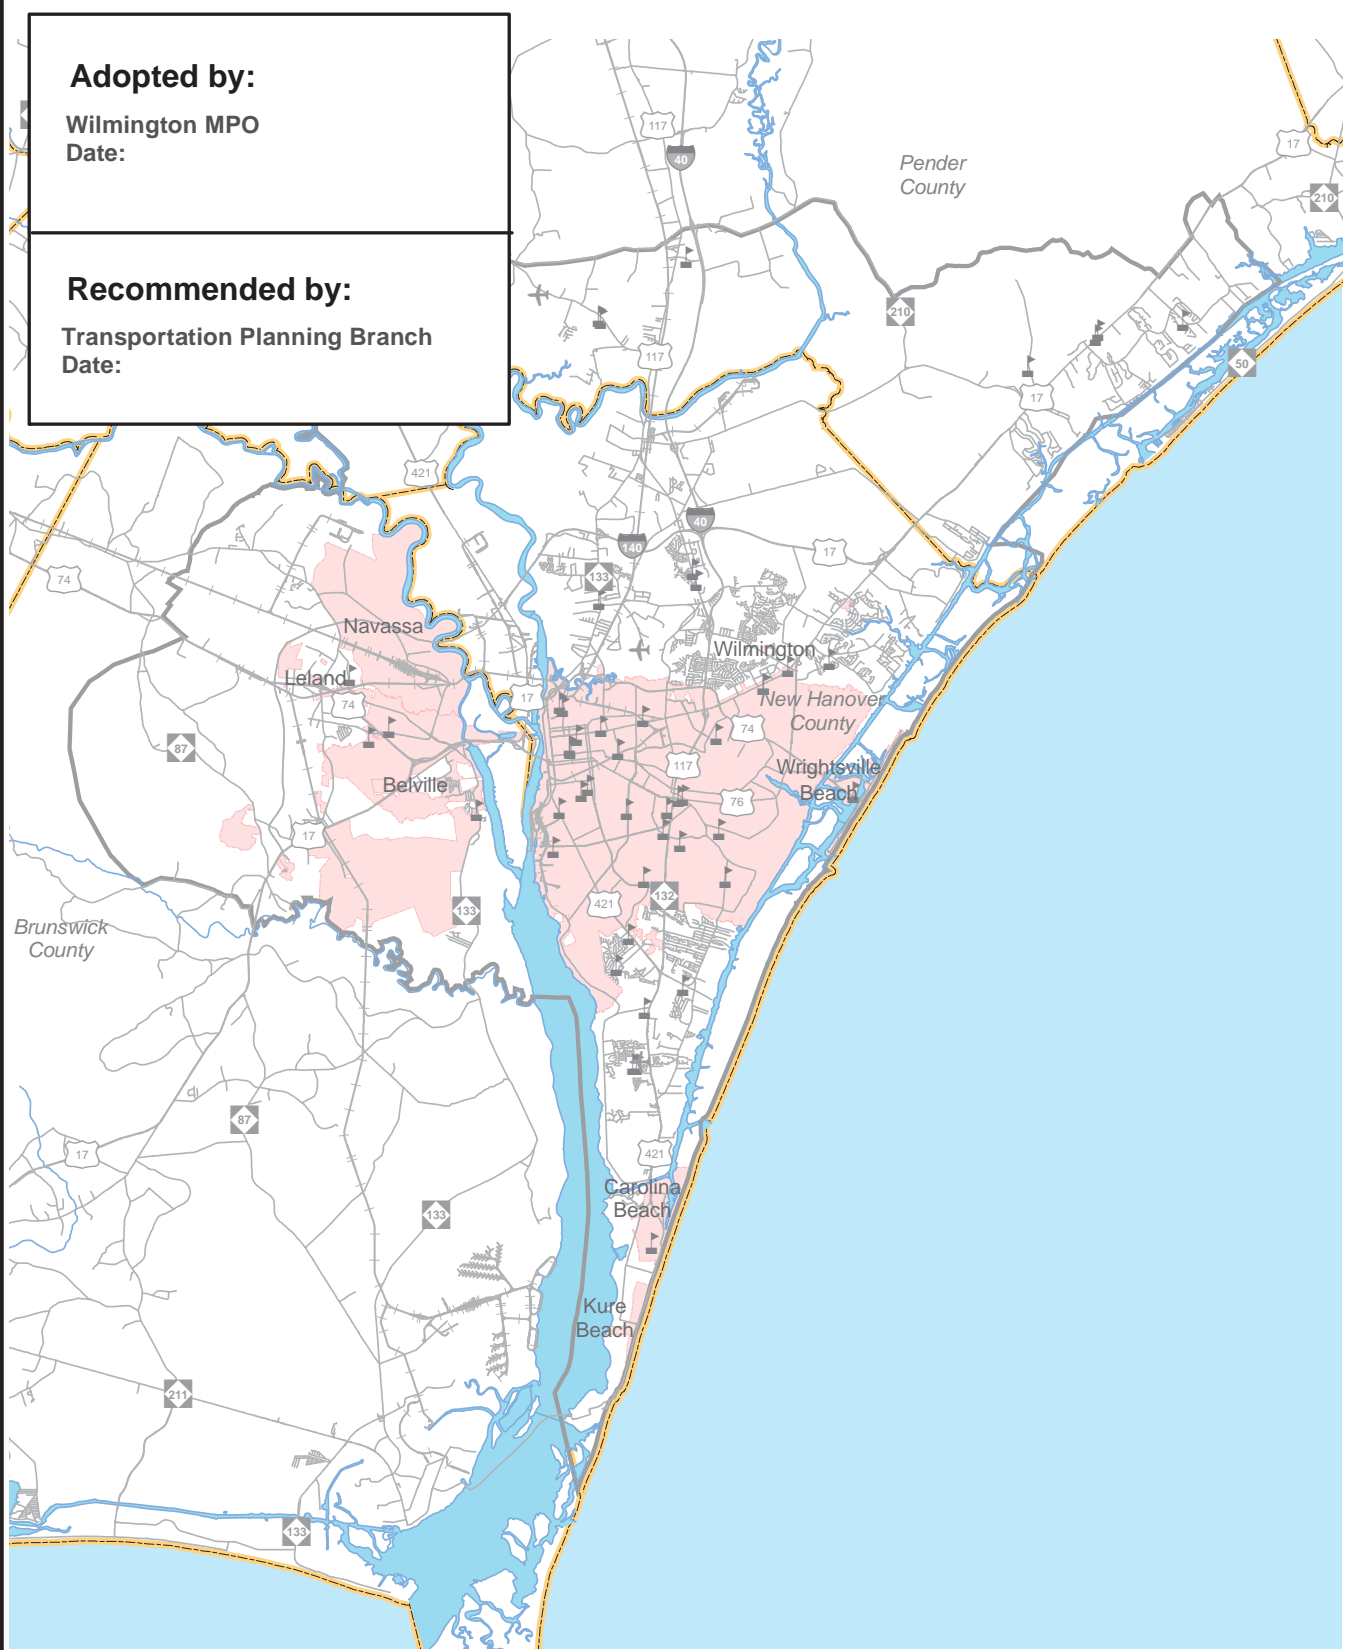 Adopted by:
Wilmington MPO
Date:
Recommended by:
Transportation Planning Branch
Date:
117
40
Pender
County
17
210
210
117
50
17
421
40
140
17
133
74
Navassa
Wilmington
Leland
17
74
New Hanover
County
74
87
117
Wrightsville
Beach
Belville
76
17
421
132
133
Brunswick
County
87
17
421
Carolina
Beach
133
Kure
Beach
211
133